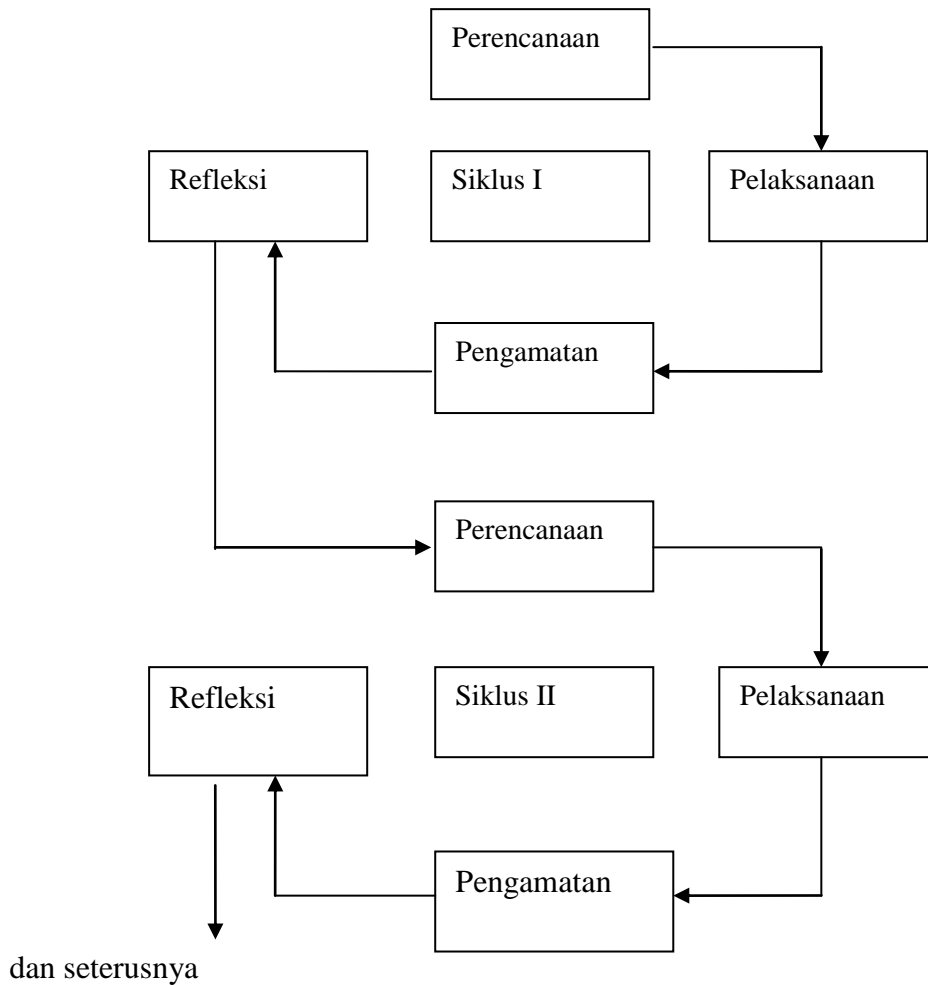 Perencanaan
Refleksi
Siklus I
Pelaksanaan
Pengamatan
Perencanaan
Refleksi
Siklus II
Pelaksanaan
Pengamatan
dan seterusnya